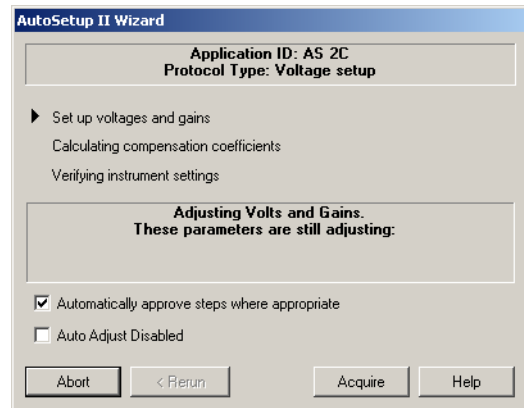 AutoSetup II Wizard
Application ID: AS 2C
Protocol Type: Voltage setup
Set up voltages and gains
Calculating compensation coefficients
Verifying instrument settings
Adjusting Volts and Gains.
These parameters are still adjusting:
Automatically approve steps where appropriate
Auto Adjust Disabled
Abort
< Rerun
Acquire
Help